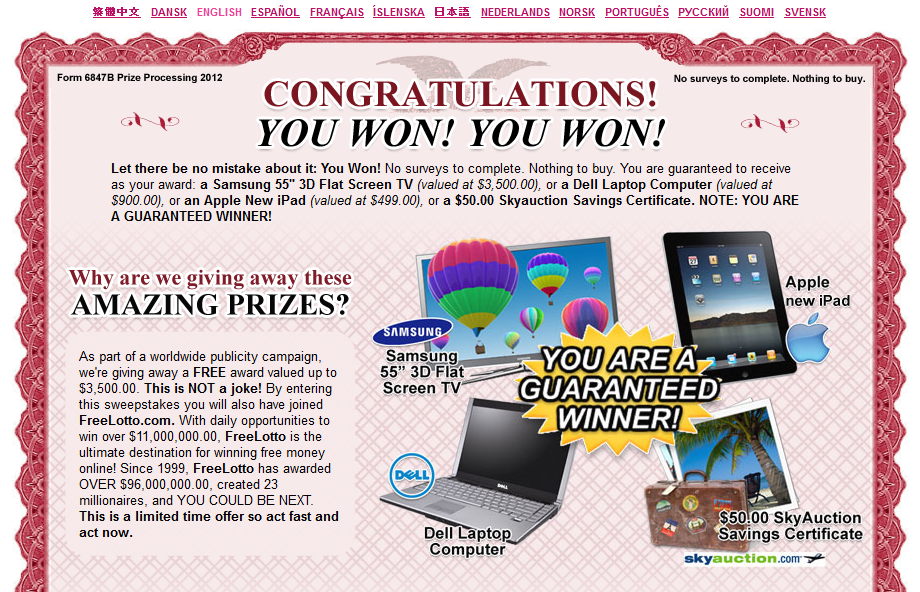 繁體中文 DANSK ENGLISH ESPAÑOL FRANÇAIS ÍSLENSKA 日本語 NEDERLANDS NORSK PORTUGUÊS РУССКИЙ SUOMI SVENSK
Form 6847B Prize Processing 2012
No surveys to complete. Nothing to buy.
CONGRATULATIONS!
YOU WON! YOU WON!
Let there be no mistake about it: You Won! No surveys to complete. Nothing to buy. You are guaranteed to receive
as your award: a Samsung 55" 3D Flat Screen TV (valued at $3,500.00), or a Dell Laptop Computer (valued at
$900.00), or an Apple New iPad (valued at $499.00), or a $50.00 Skyauction Savings Certificate. NOTE: YOU ARE
A GUARANTEED WINNER!
Why are we giving away these
AMAZING PRIZES?
As part of a worldwide publicity campaign,
we're giving away a FREE award valued up to
$3,500.00. This is NOT a joke! By entering
this sweepstakes you will also have joined
FreeLotto.com. With daily opportunities to
win over $11,000,000.00, FreeLotto is the
ultimate destination for winning free money
online! Since 1999, FreeLotto has awarded
OVER $96,000,000.00, created 23
millionaires, and YOU COULD BE NEXT.
This is a limited time offer so act fast and
act now.
SAMSUNG
Samsung
55” 3D Flat
Screen TV
Apple
new iPad
YOU ARE A
GUARANTEED
WINNER!
DELL
DELL
Dell Laptop
Computer
$50.00 SkyAuction
Savings Certificate
skyauction.com